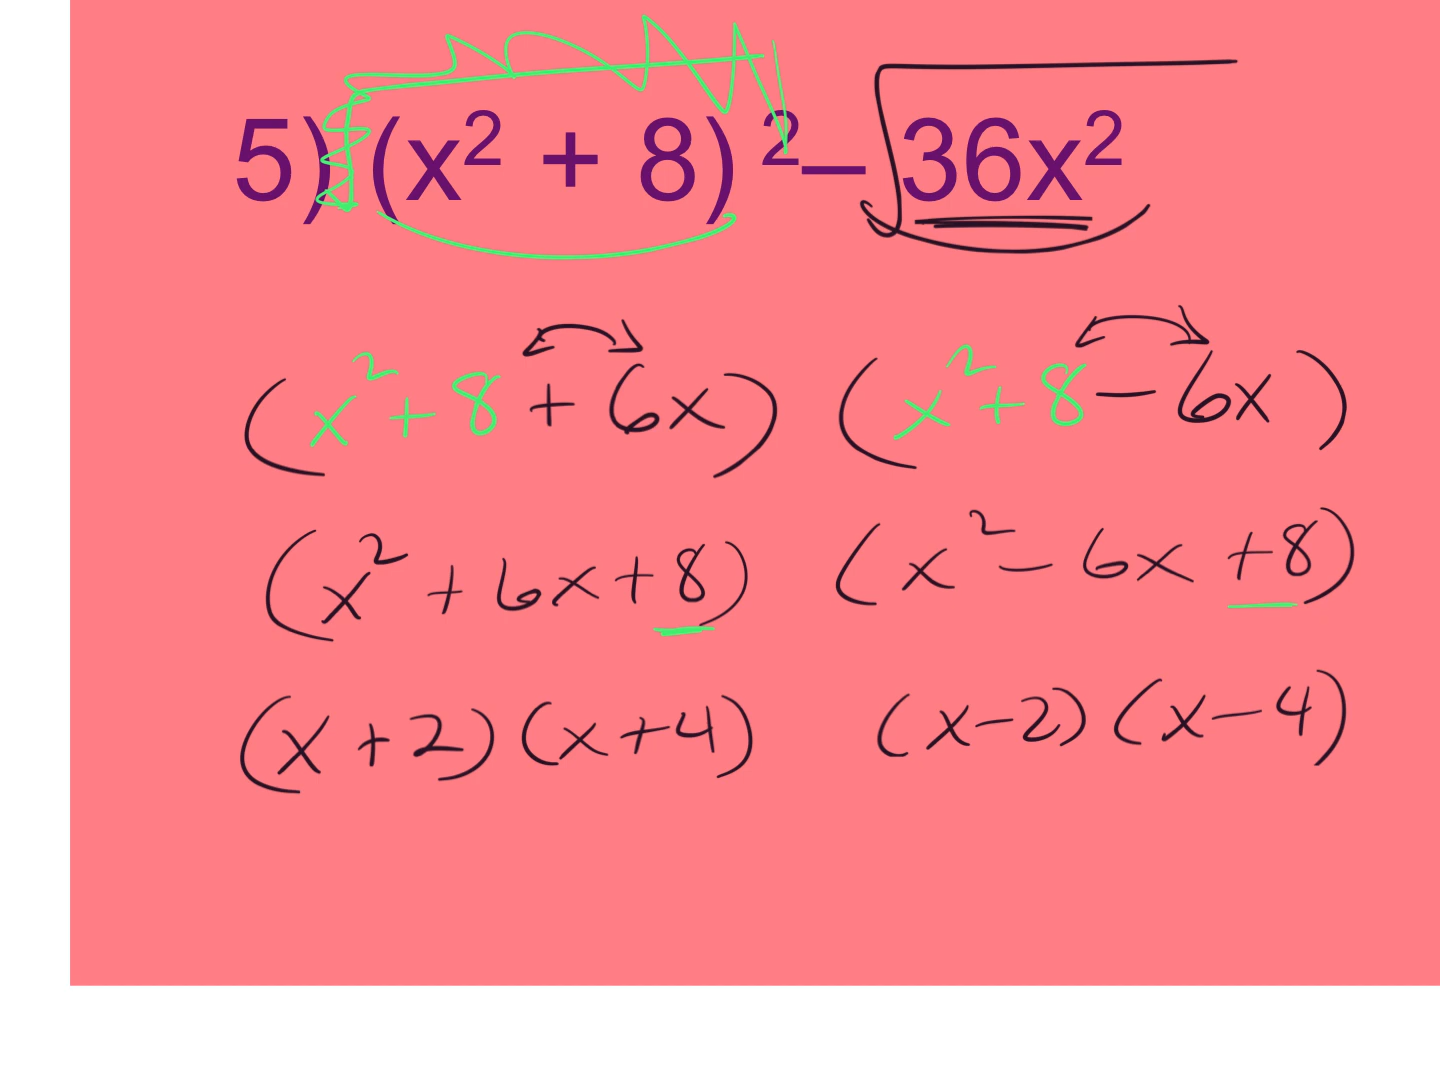 5) (x² + 8)² – 36x²
(x² + 8 + 6x) (x² + 8 – 6x)
(x² + 6x + 8) (x² – 6x + 8)
(x + 2)(x + 4) (x – 2)(x – 4)